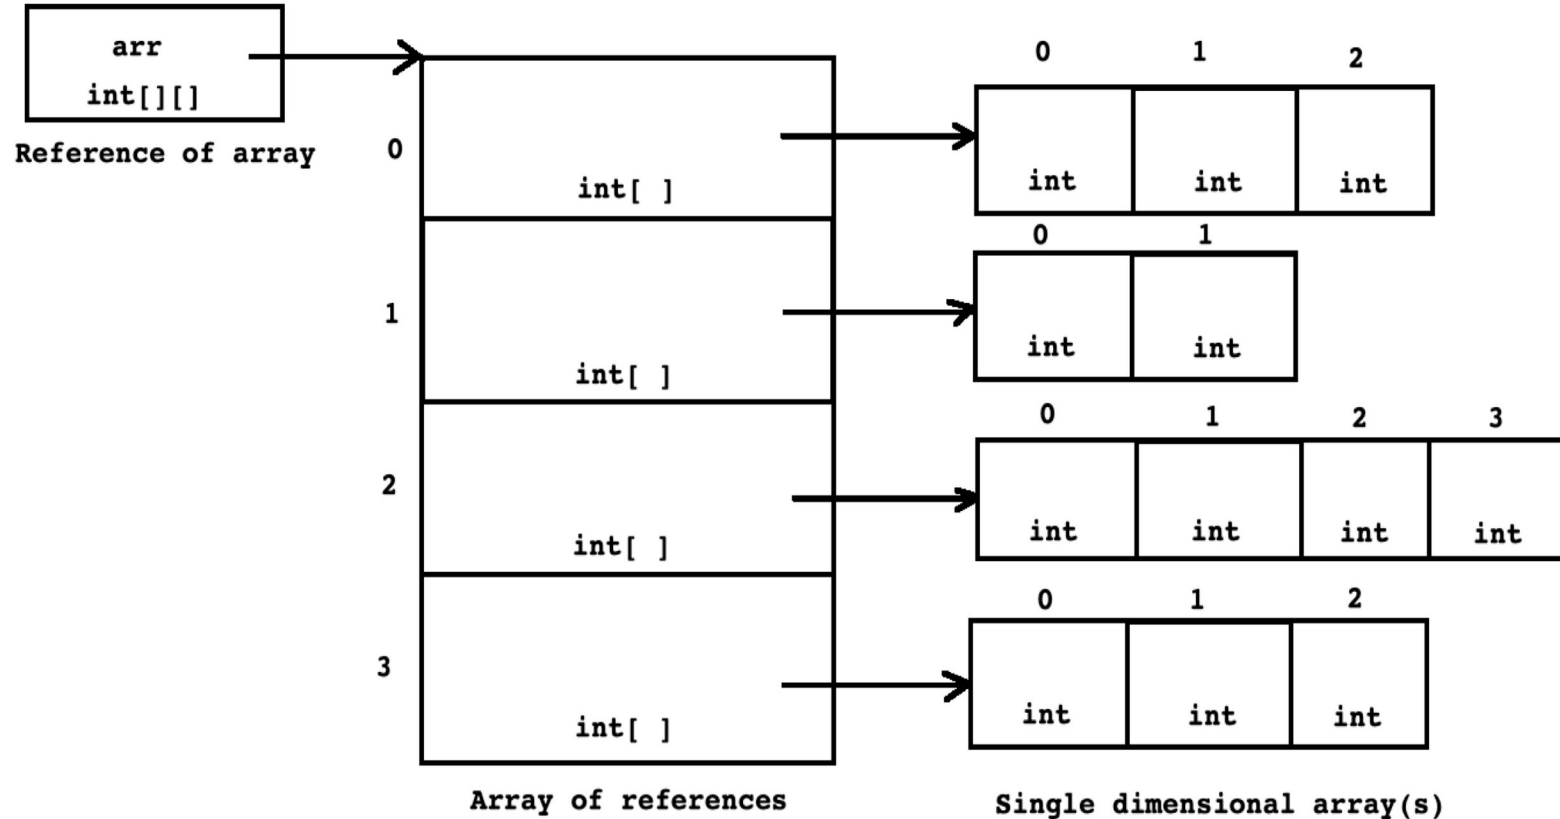 arr
int[][]
Reference of array
0
int[ ]
1
int[ ]
2
int[ ]
3
int[ ]
Array of references
0 1 2
int int int
0 1
int int
0 1 2 3
int int int int
0 1 2
int int int
Single dimensional array(s)